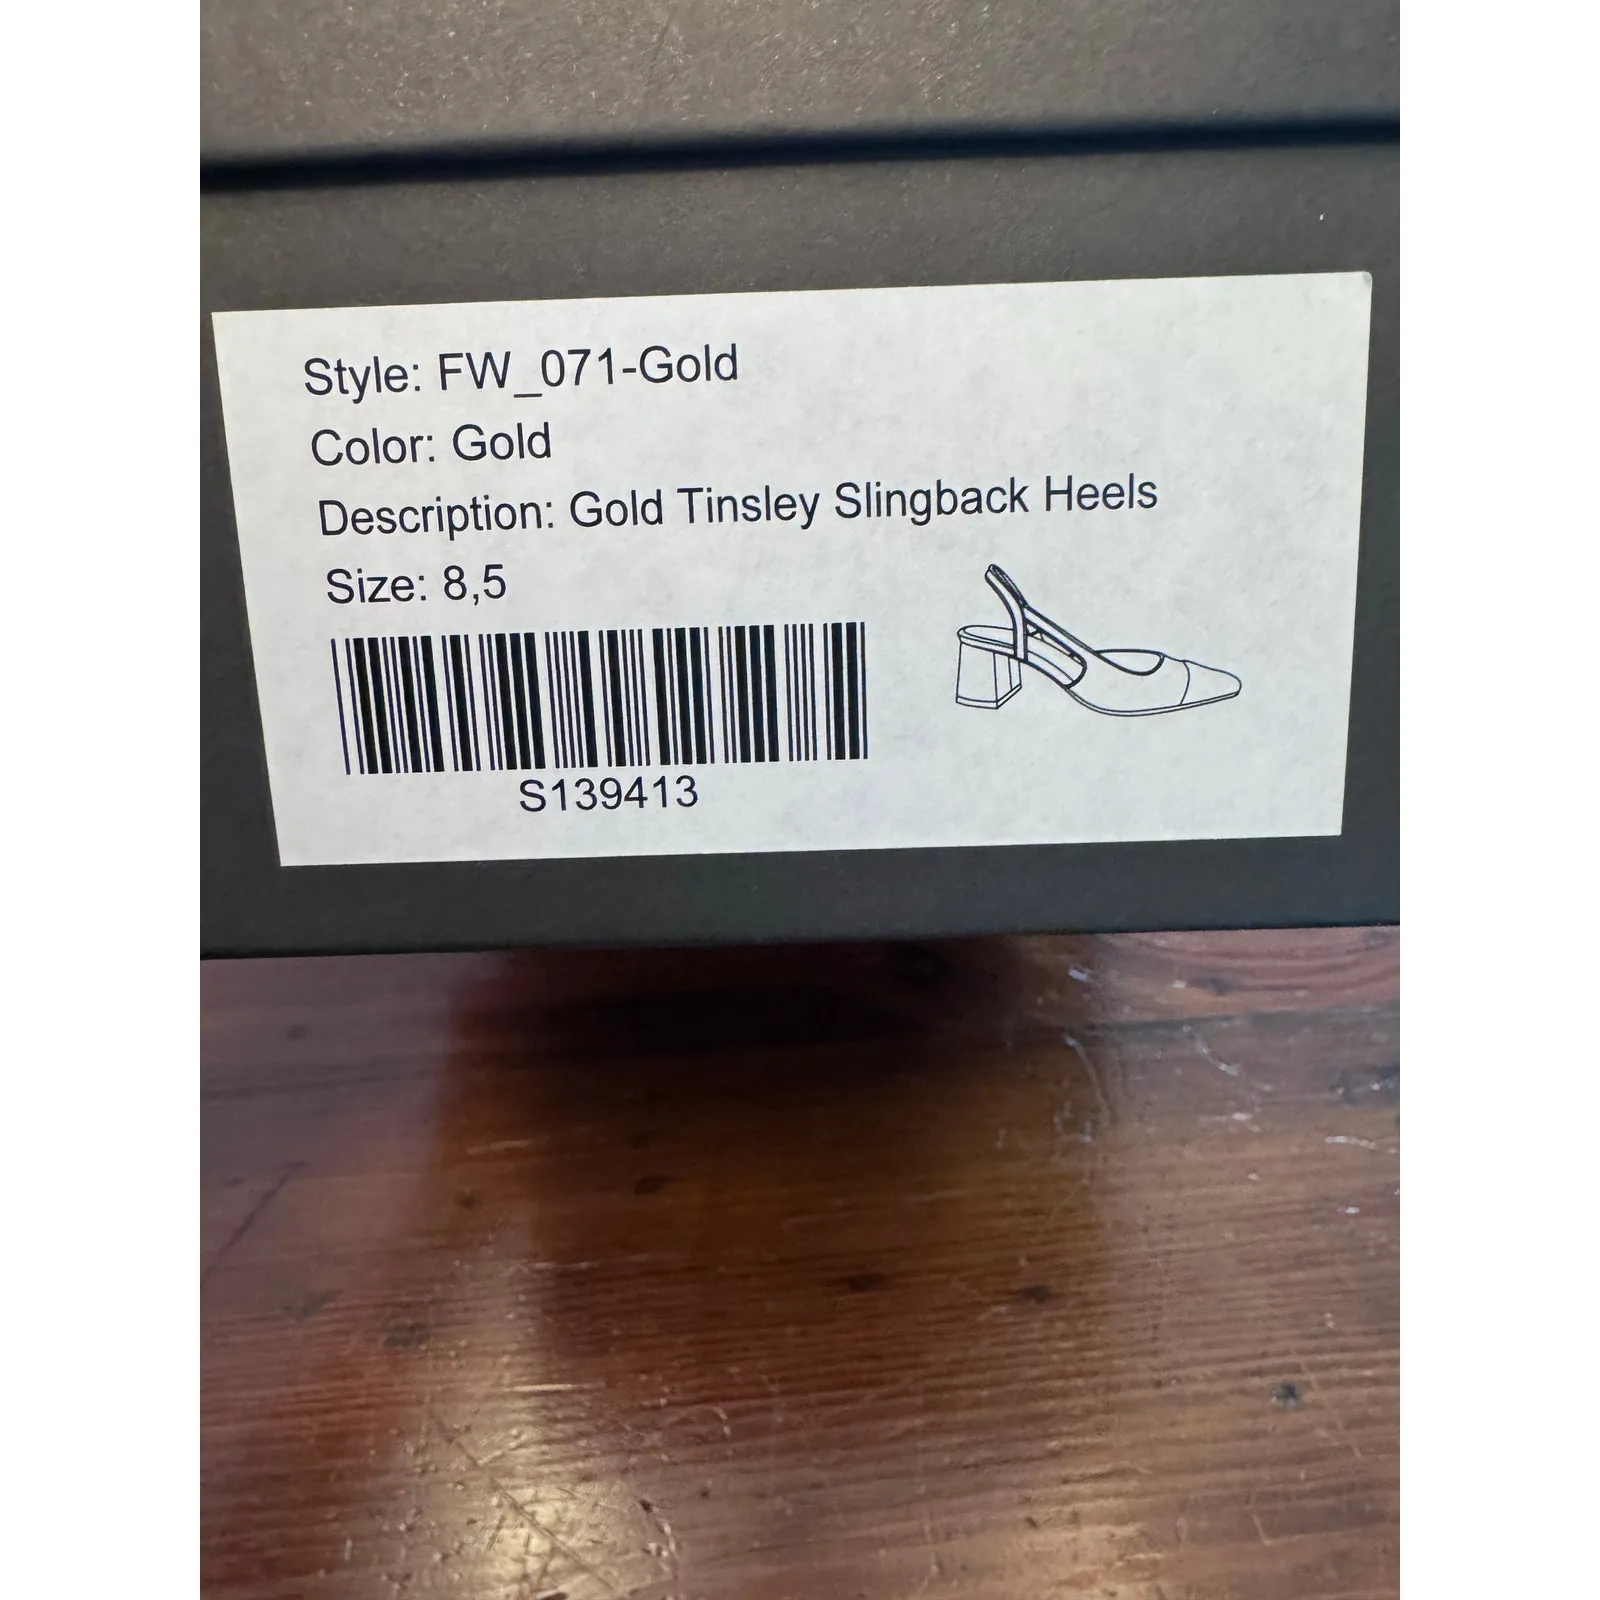 Style: FW_071-Gold
Color: Gold
Description: Gold Tinsley Slingback Heels
Size: 8,5
S139413